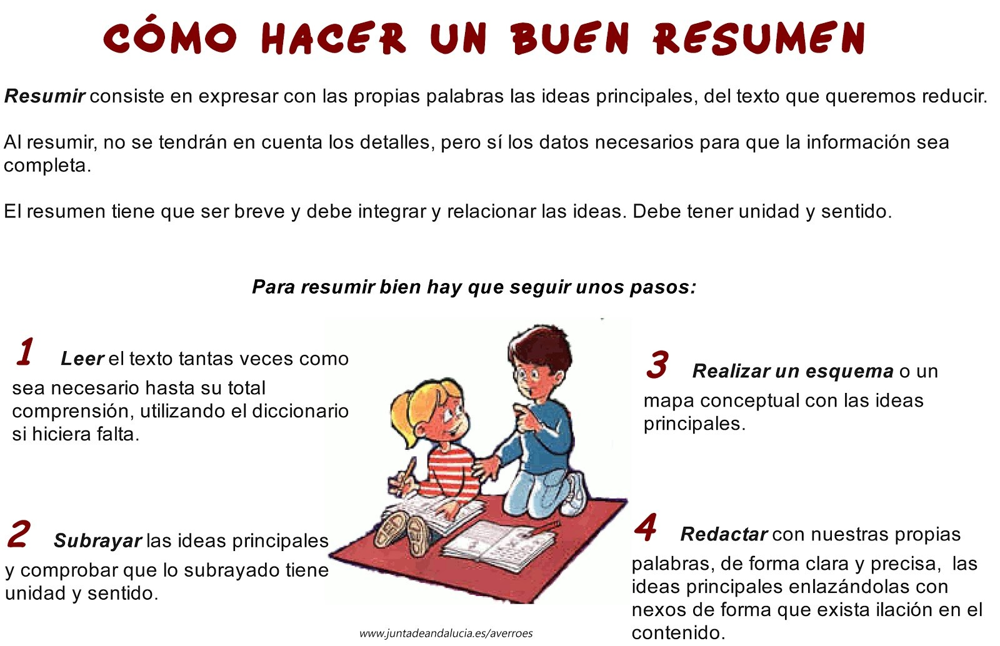 CÓMO HACER UN BUEN RESUMEN
Resumir consiste en expresar con las propias palabras las ideas principales, del texto que queremos reducir.
Al resumir, no se tendrán en cuenta los detalles, pero sí los datos necesarios para que la información sea
completa.
El resumen tiene que ser breve y debe integrar y relacionar las ideas. Debe tener unidad y sentido.
Para resumir bien hay que seguir unos pasos:
1 Leer el texto tantas veces como
sea necesario hasta su total
comprensión, utilizando el diccionario
si hiciera falta.
2 Subrayar las ideas principales
y comprobar que lo subrayado tiene
unidad y sentido.
3 Realizar un esquema o un
mapa conceptual con las ideas
principales.
4 Redactar con nuestras propias
palabras, de forma clara y precisa, las
ideas principales enlazándolas con
nexos de forma que exista ilación en el
contenido.
www.juntadeandalucia.es/averroes